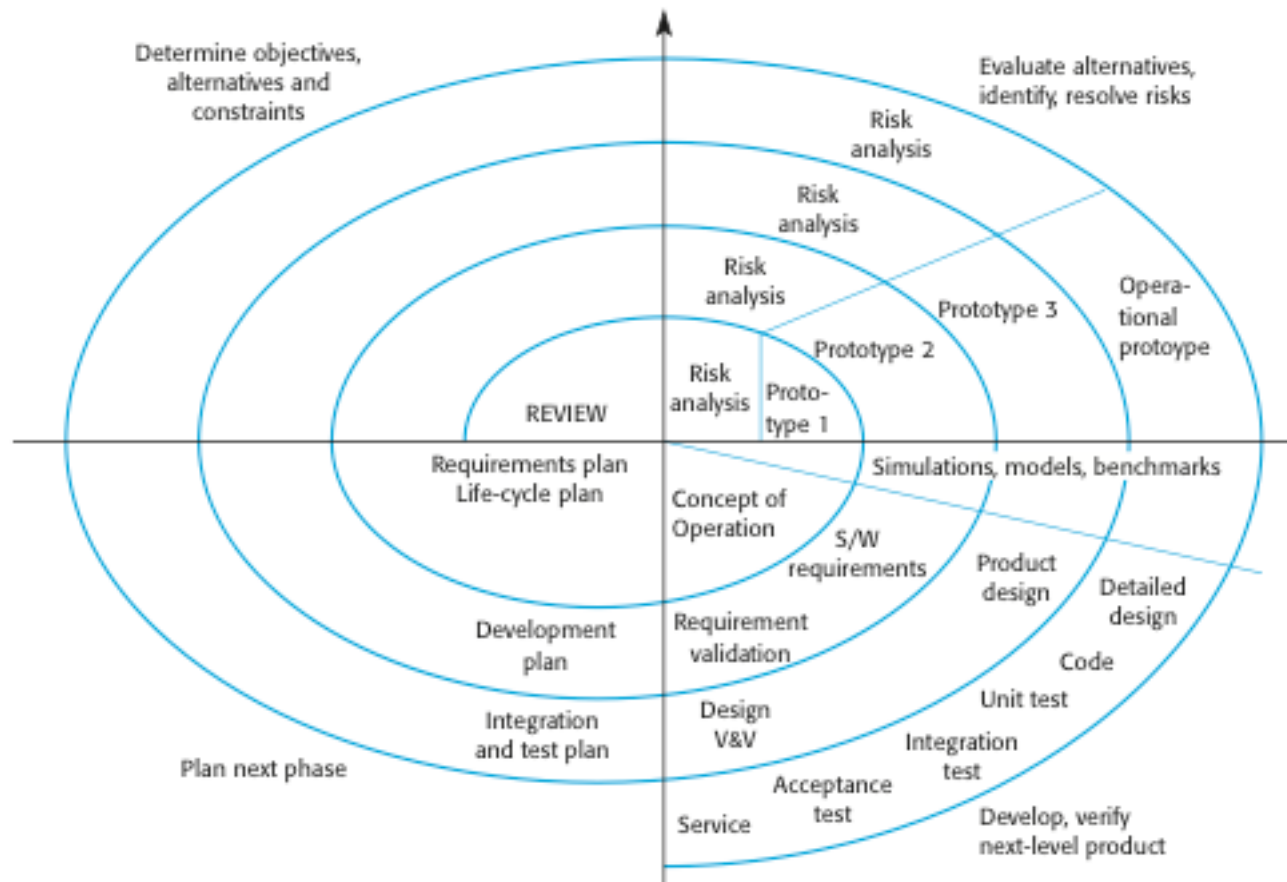 Determine objectives,
alternatives and
constraints
Evaluate alternatives,
identify, resolve risks
Risk
analysis
Risk
analysis
Risk
analysis
Risk
analysis
Proto-
type 1
Prototype 2
Prototype 3
Opera-
tional
protoype
REVIEW
Requirements plan
Life-cycle plan
Simulations, models, benchmarks
Concept of
Operation
S/W
requirements
Product
design
Detailed
design
Development
plan
Requirement
validation
Code
Unit test
Integration
and test plan
Design
V&V
Integration
test
Plan next phase
Acceptance
test
Service
Develop, verify
next-level product